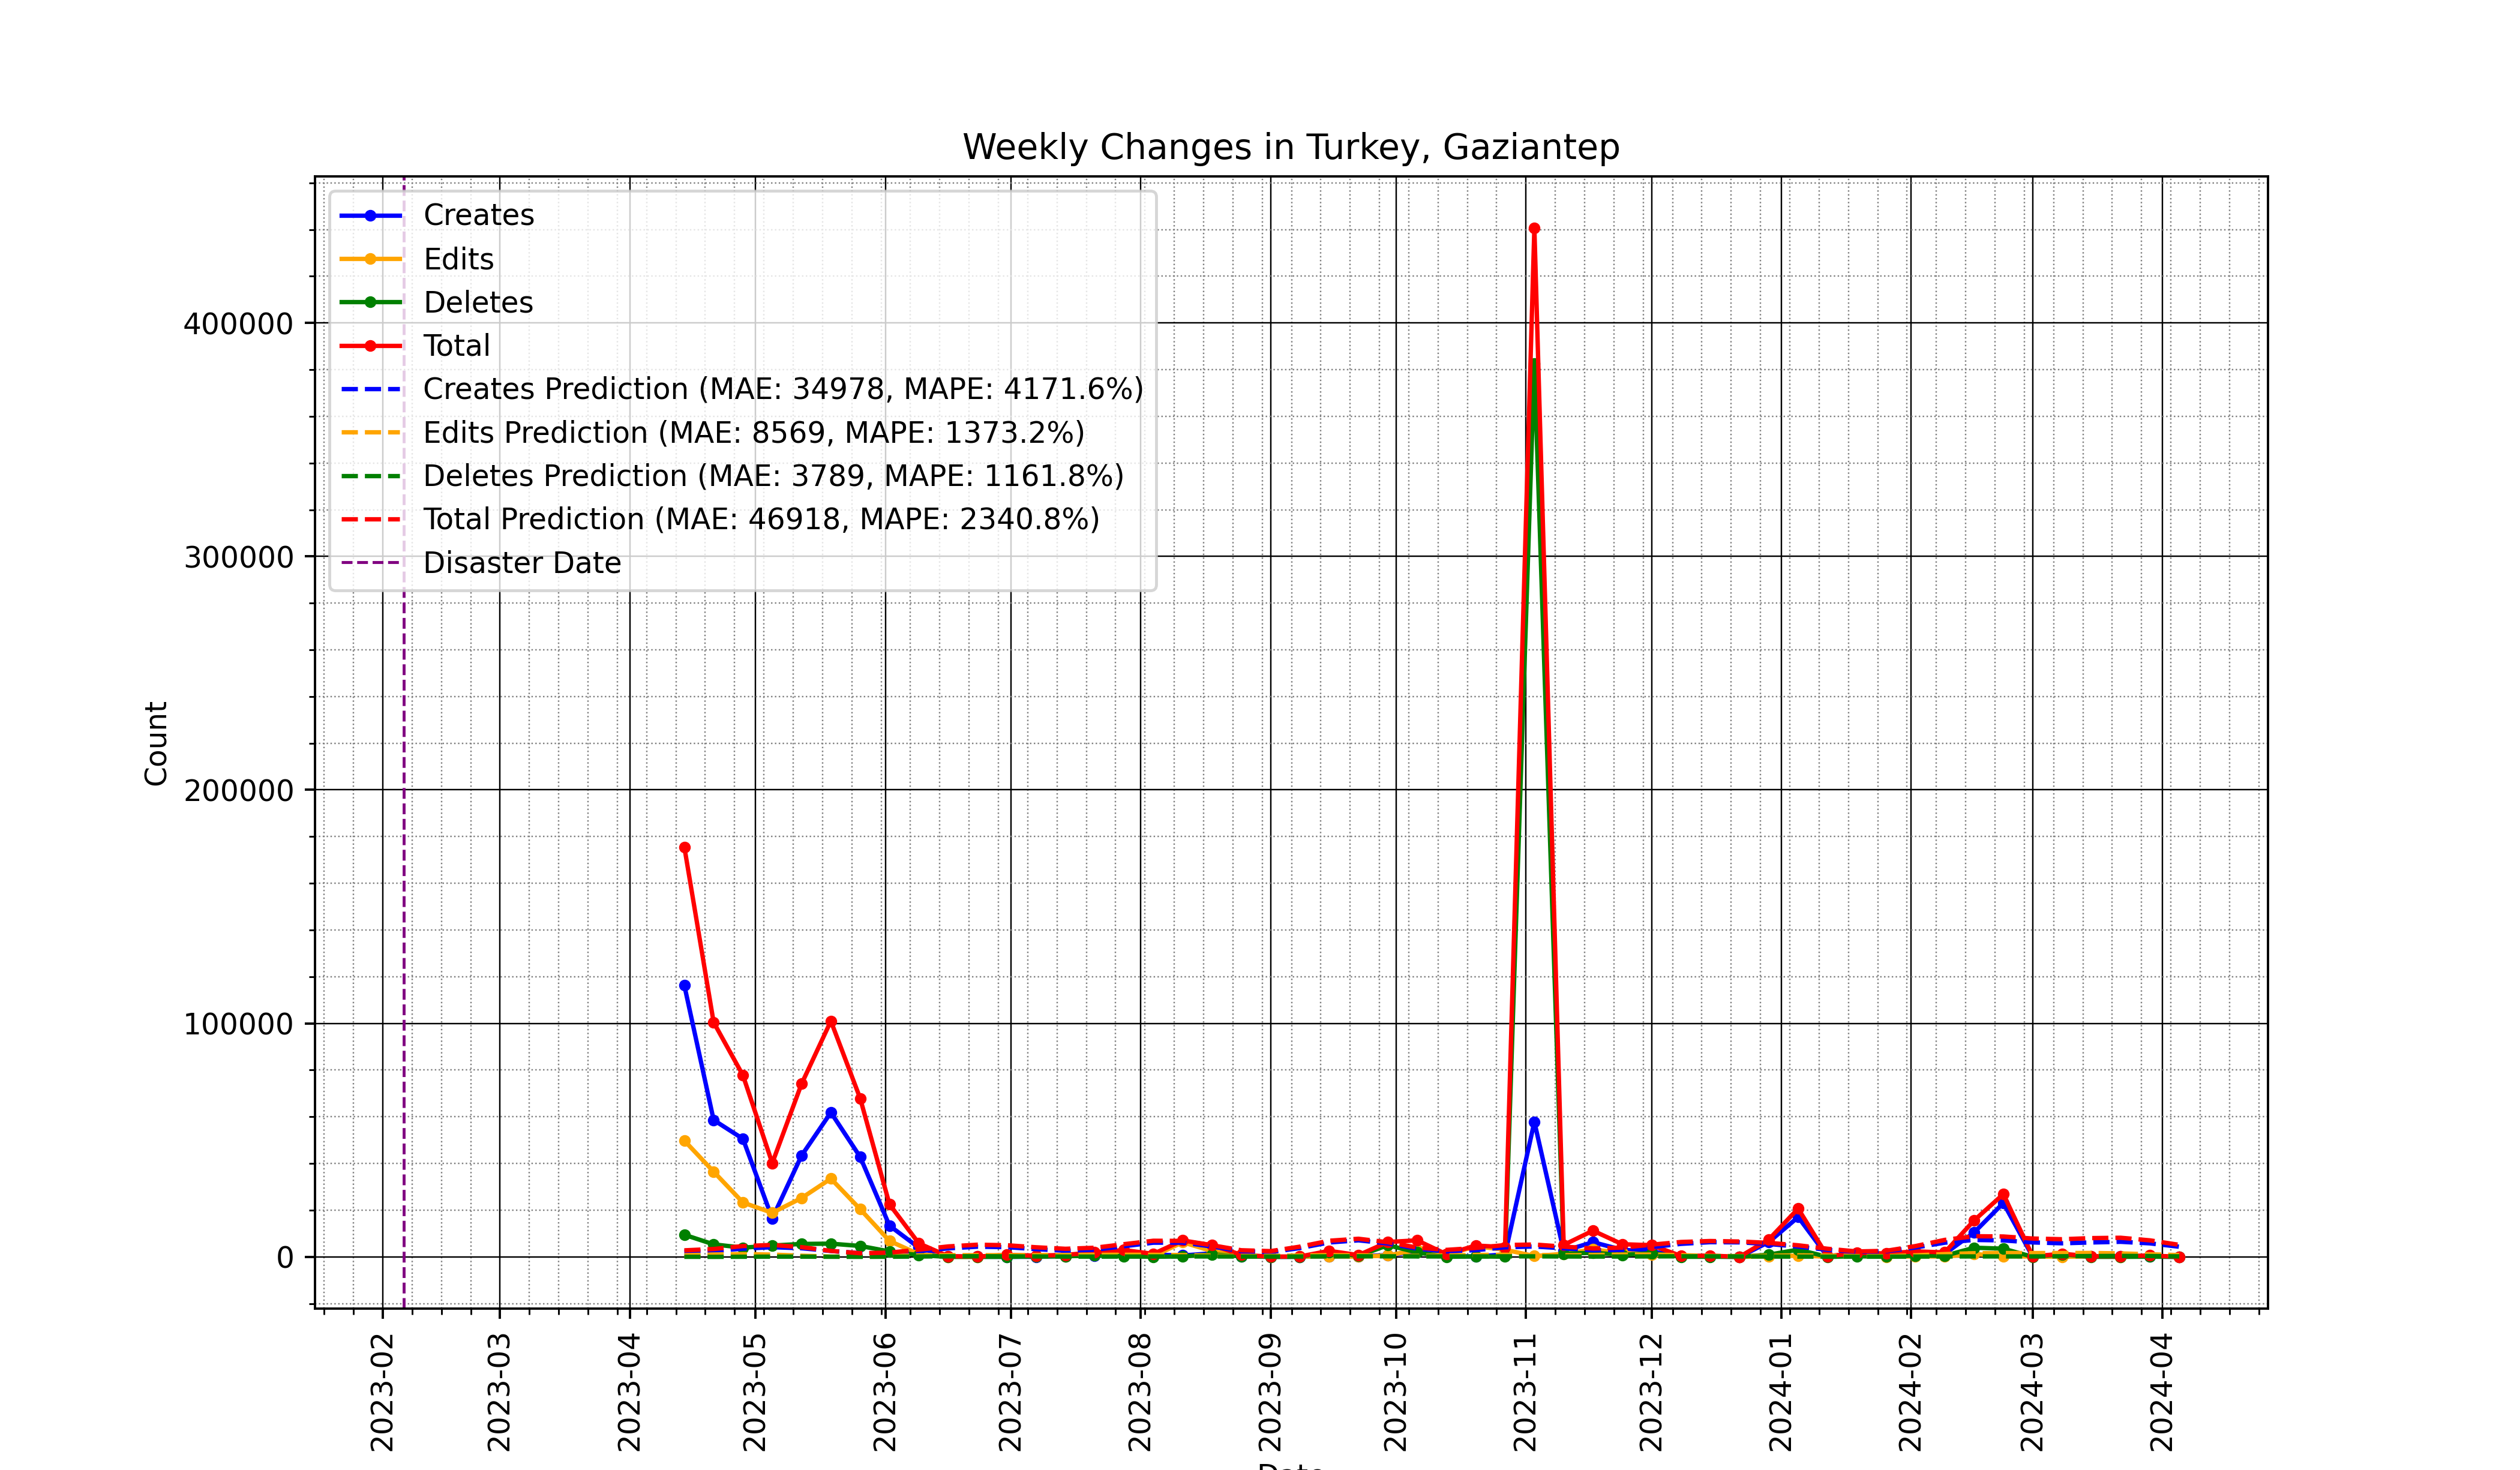 Weekly Changes in Turkey, Gaziantep
Creates
Edits
Deletes
Total
Creates Prediction (MAE: 34978, MAPE: 4171.6%)
Edits Prediction (MAE: 8569, MAPE: 1373.2%)
Deletes Prediction (MAE: 3789, MAPE: 1161.8%)
Total Prediction (MAE: 46918, MAPE: 2340.8%)
Disaster Date
Count
400000
300000
200000
100000
0
2023-02
2023-03
2023-04
2023-05
2023-06
2023-07
2023-08
2023-09
2023-10
2023-11
2023-12
2024-01
2024-02
2024-03
2024-04
Date